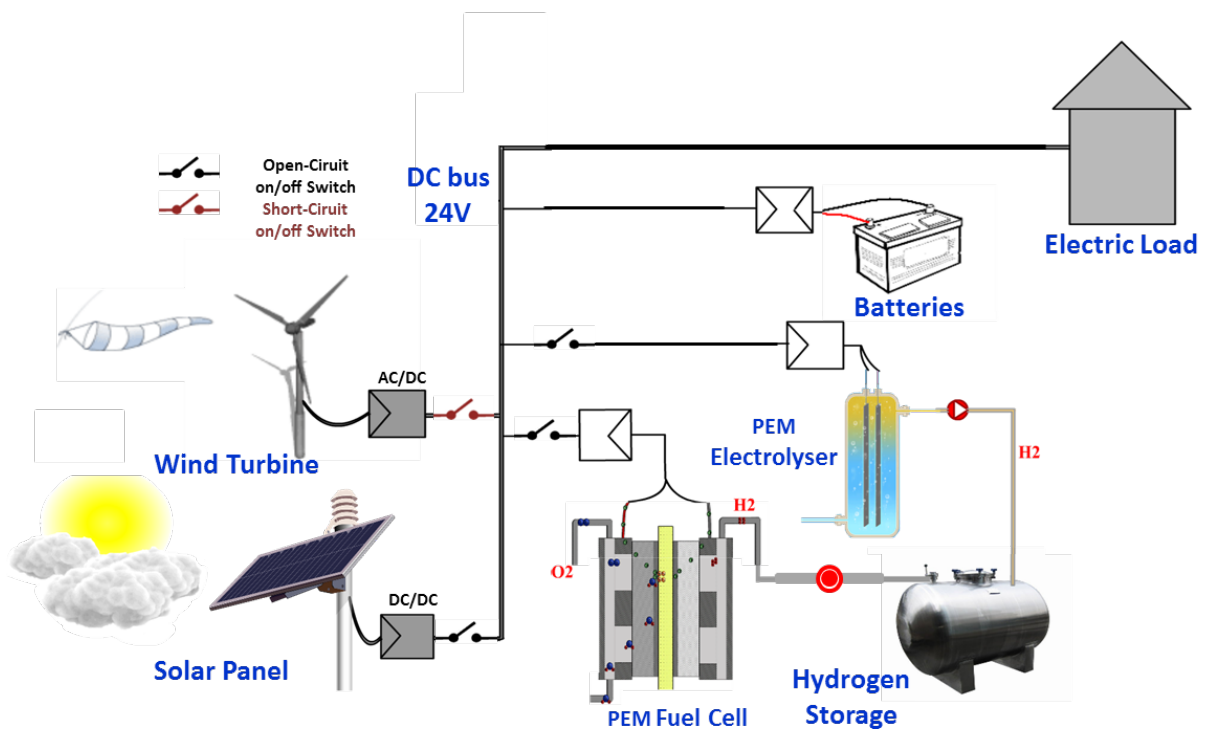 Open-Ciruit
on/off Switch
Short-Ciruit
on/off Switch
DC bus
24V
Electric Load
Batteries
AC/DC
Wind Turbine
PEM
Electrolyser
H2
H2
O2
DC/DC
Solar Panel
Hydrogen
Storage
PEM Fuel Cell